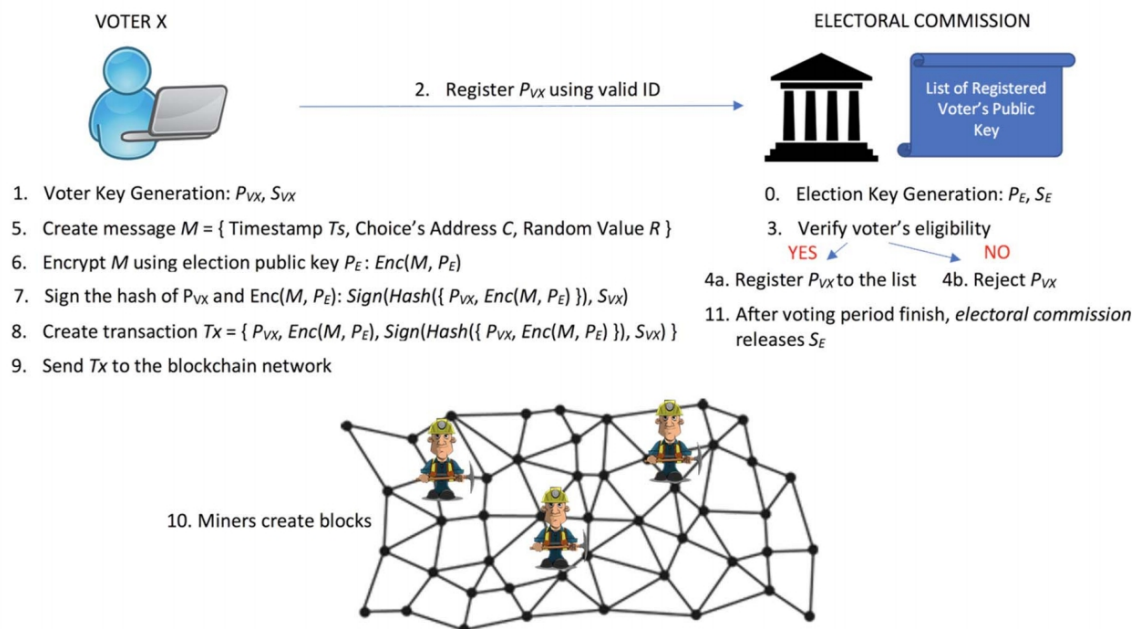 VOTER X
ELECTORAL COMMISSION
2. Register P_VX using valid ID
List of Registered
Voter's Public
Key
1. Voter Key Generation: P_VX, S_VX
5. Create message M = { Timestamp Ts, Choice's Address C, Random Value R }
6. Encrypt M using election public key P_E: Enc(M, P_E)
7. Sign the hash of P_VX and Enc(M, P_E): Sign(Hash({ P_VX, Enc(M, P_E) }), S_VX)
8. Create transaction Tx = { P_VX, Enc(M, P_E), Sign(Hash({ P_VX, Enc(M, P_E) }), S_VX) }
9. Send Tx to the blockchain network
0. Election Key Generation: P_E, S_E
3. Verify voter's eligibility
YES NO
4a. Register P_VX to the list 4b. Reject P_VX
11. After voting period finish, electoral commission
releases S_E
10. Miners create blocks